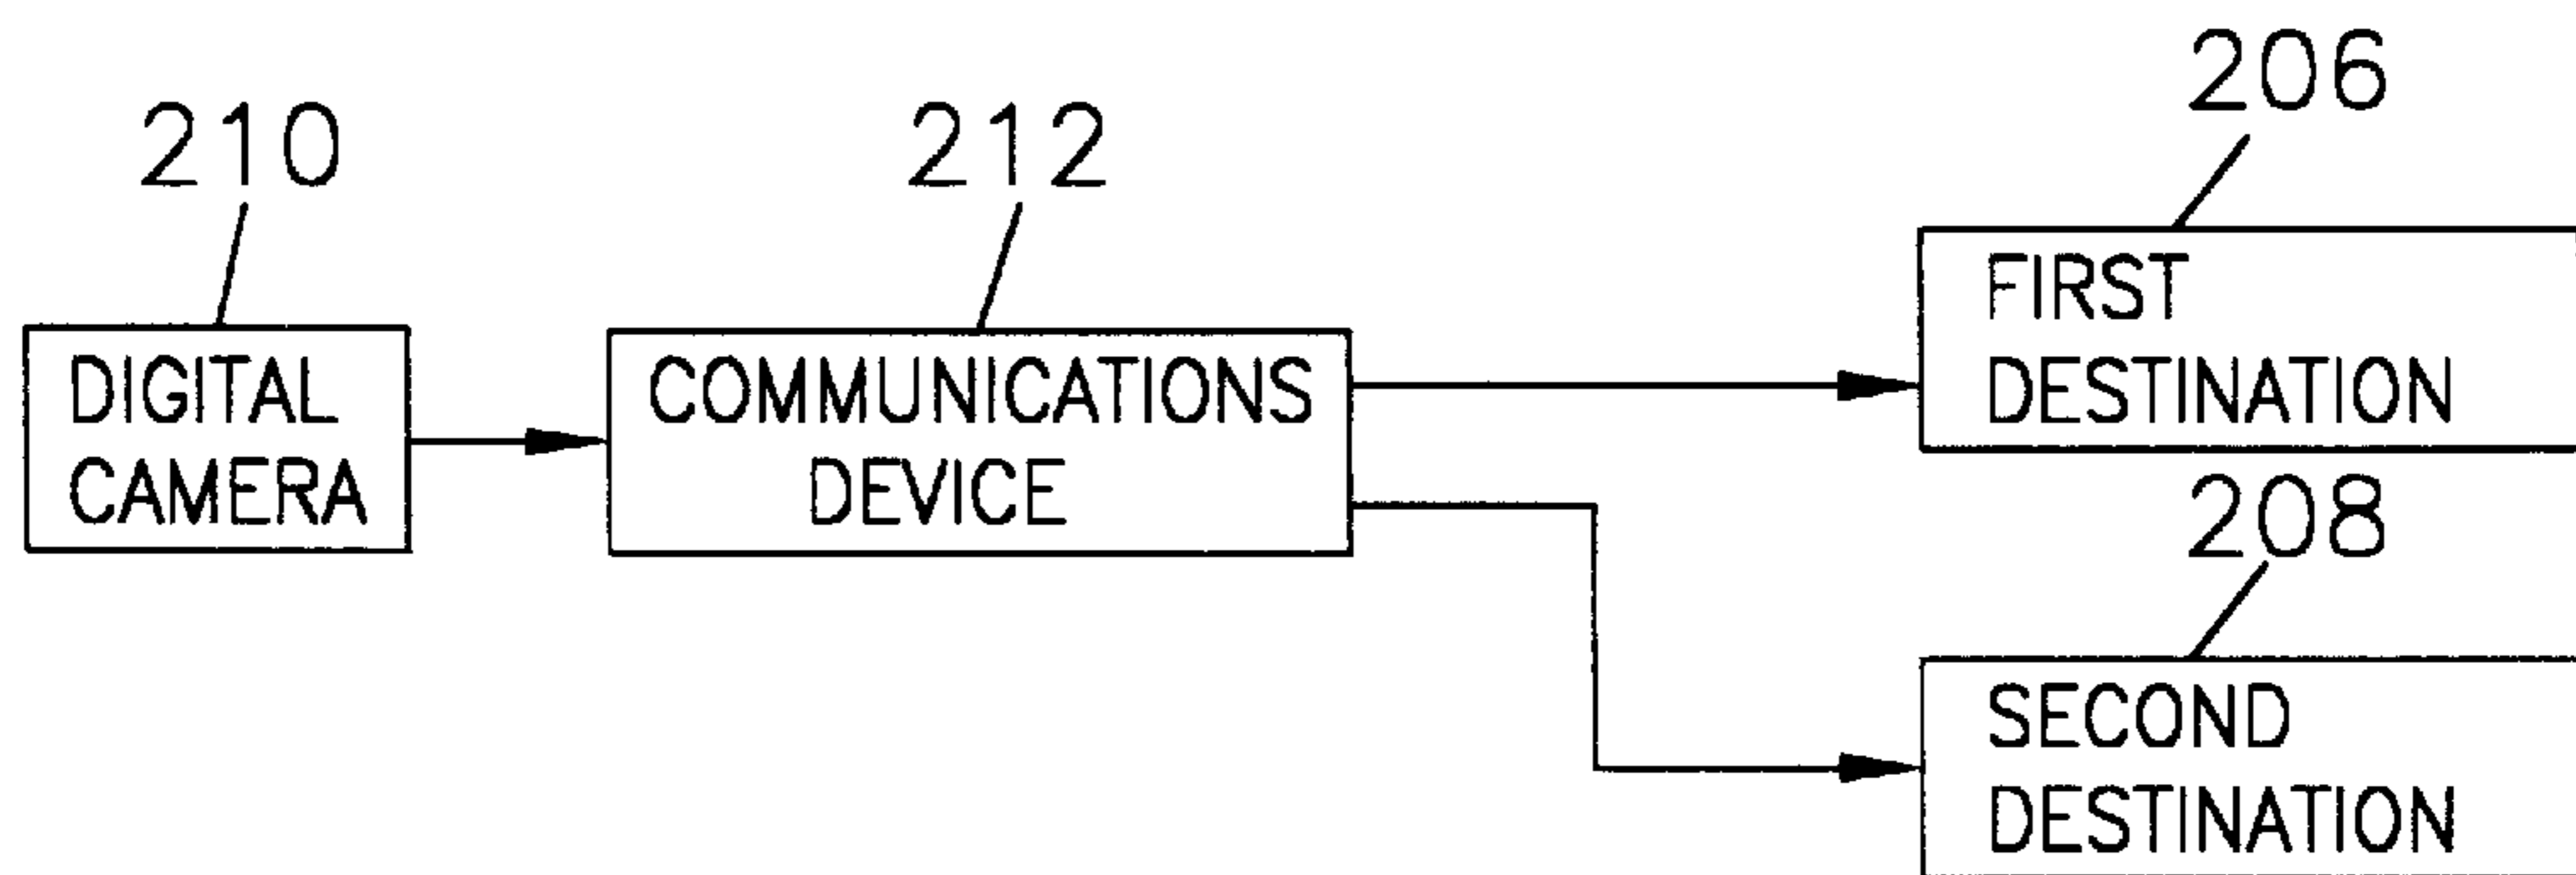 210
DIGITAL
CAMERA
212
COMMUNICATIONS
DEVICE
206
FIRST
DESTINATION
208
SECOND
DESTINATION